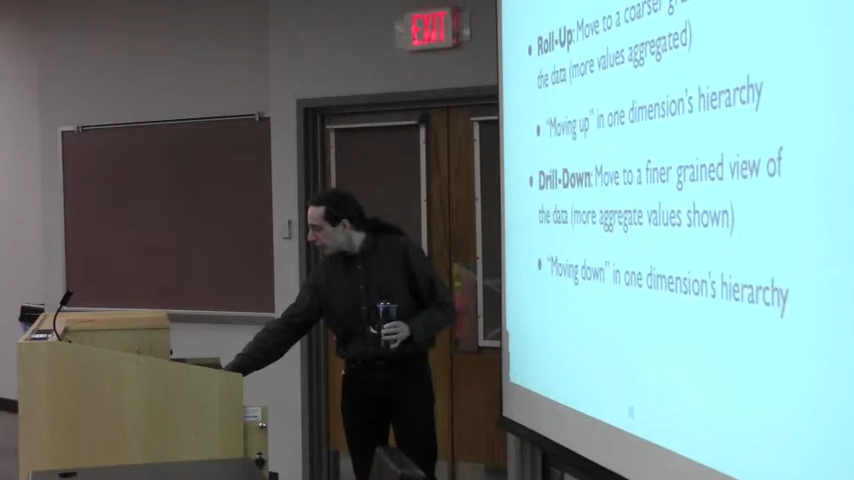 EXIT
• Roll-Up: Move to a coarser
the data (more values aggregated)
• "Moving up" in one dimension's hierarchy
• Drill-Down: Move to a finer grained view of
the data (more aggregate values shown)
• "Moving down" in one dimension's hierarchy